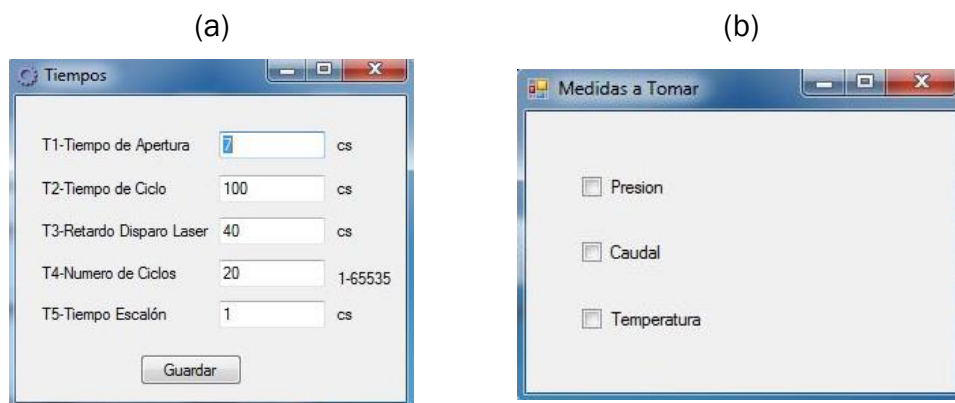 (a)
Tiempos
T1-Tiempo de Apertura 7 cs
T2-Tiempo de Ciclo 100 cs
T3-Retardo Disparo Laser 40 cs
T4-Numero de Ciclos 20 1-65535
T5-Tiempo Escalón 1 cs
Guardar
(b)
Medidas a Tomar
Presion
Caudal
Temperatura